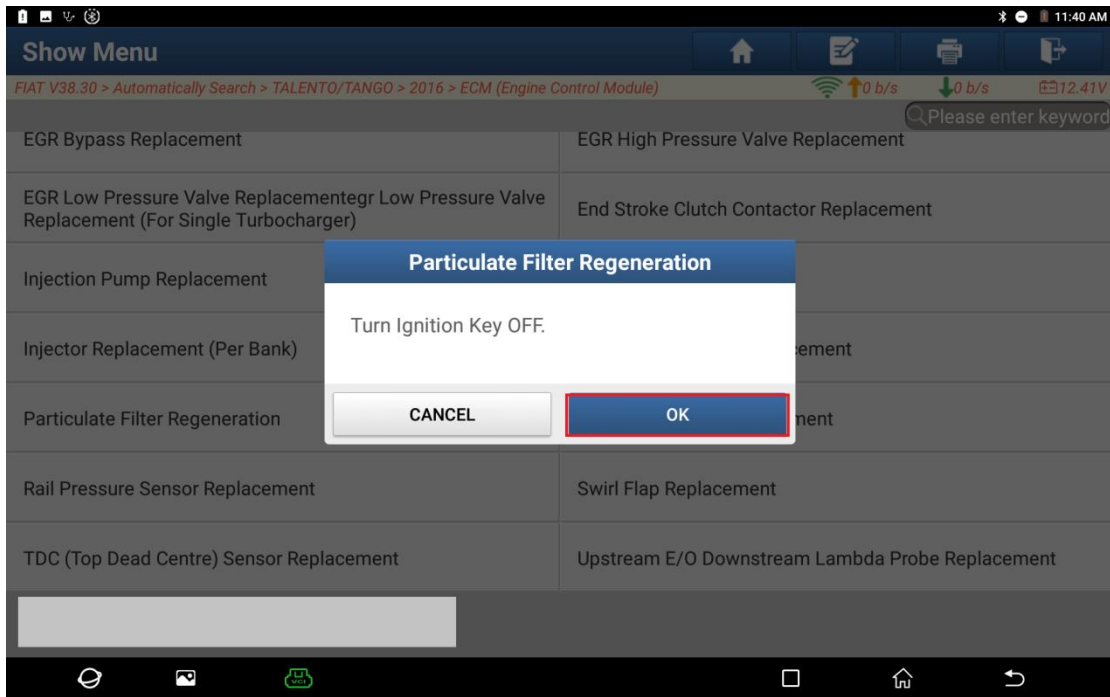 11:40 AM
Show Menu
FIAT V38.30 > Automatically Search > TALENTO/TANGO > 2016 > ECM (Engine Control Module)
0 b/s
0 b/s
12.41V
Please enter keyword
EGR Bypass Replacement
EGR High Pressure Valve Replacement
EGR Low Pressure Valve Replacementegr Low Pressure Valve
Replacement (For Single Turbocharger)
End Stroke Clutch Contactor Replacement
Particulate Filter Regeneration
Injection Pump Replacement
Turn Ignition Key OFF.
Injector Replacement (Per Bank)
Particulate Filter Regeneration
CANCEL
OK
Rail Pressure Sensor Replacement
Swirl Flap Replacement
TDC (Top Dead Centre) Sensor Replacement
Upstream E/O Downstream Lambda Probe Replacement
VCI